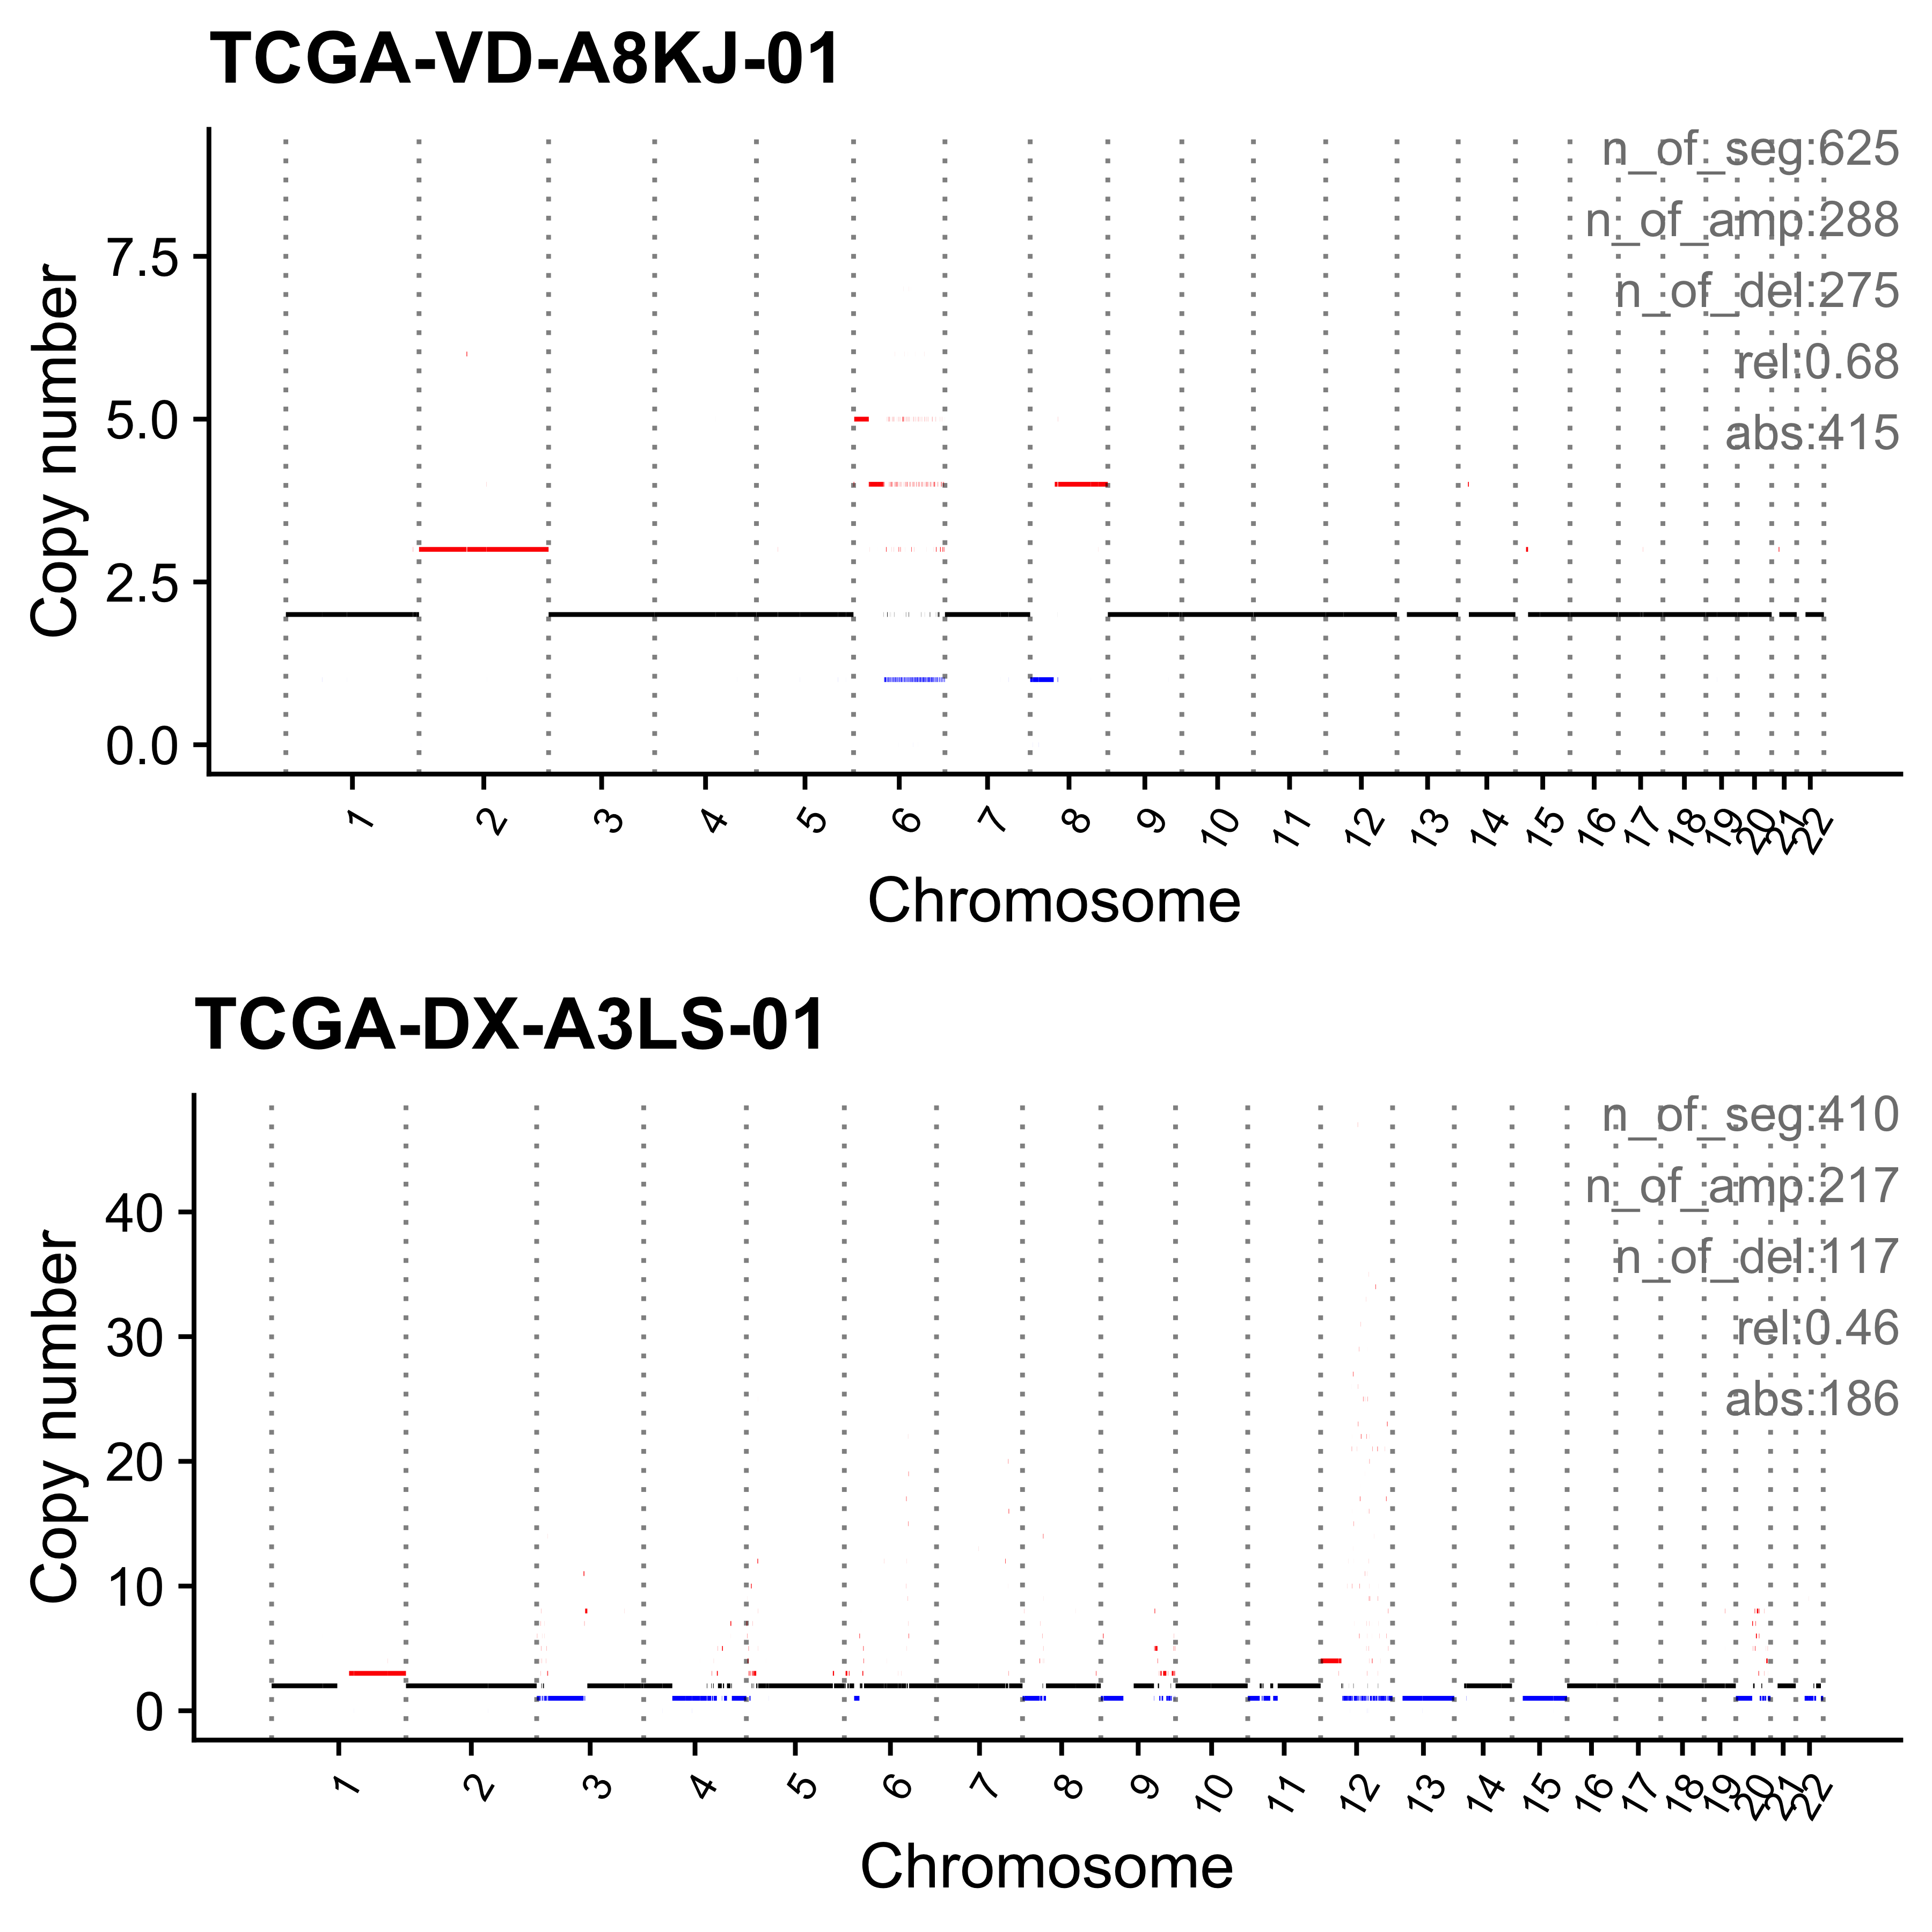 TCGA-VD-A8KJ-01
n_of_seg:625
n_of_amp:288
n_of_del:275
rel:0.68
abs:415
Copy number
7.5
5.0
2.5
0.0
1 2 3 4 5 6 7 8 9 10 11 12 13 14 15 16 17 18 19 20 21 22
Chromosome
TCGA-DX-A3LS-01
n_of_seg:410
n_of_amp:217
n_of_del:117
rel:0.46
abs:186
Copy number
40
30
20
10
0
1 2 3 4 5 6 7 8 9 10 11 12 13 14 15 16 17 18 19 20 21 22
Chromosome